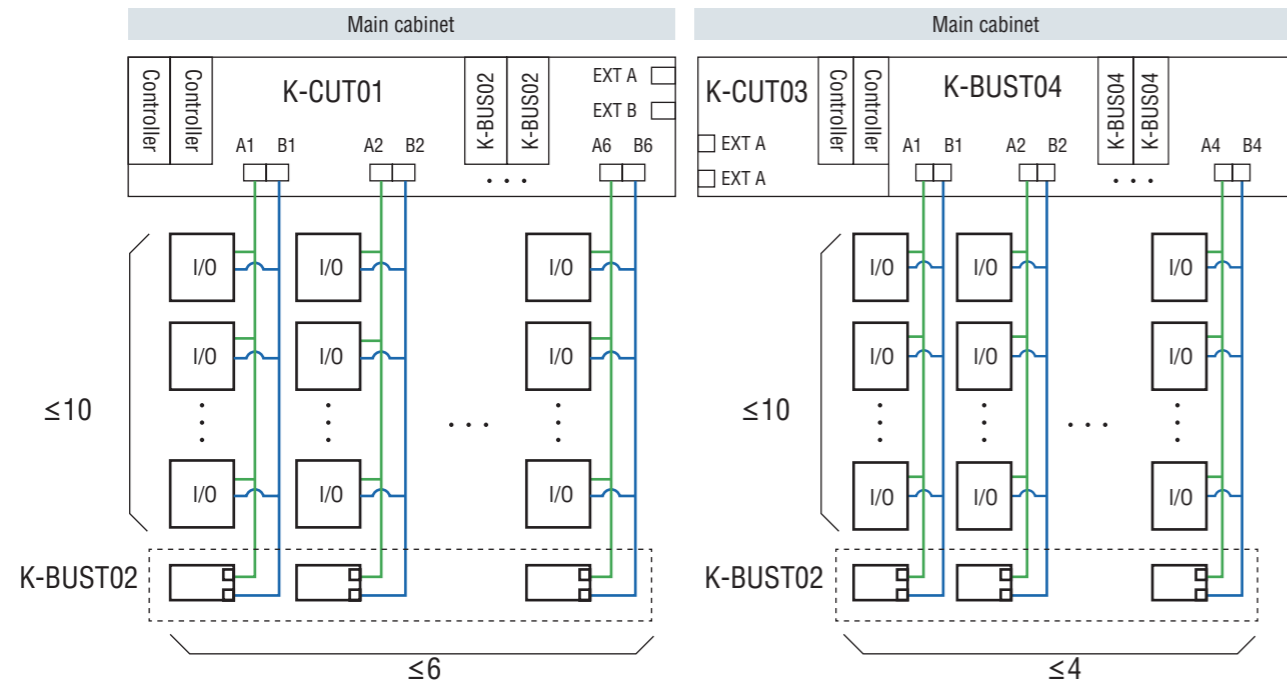 Main cabinet
Controller
Controller
K-CUT01
K-BUS02
K-BUS02
EXT A
EXT B
A1 B1 A2 B2 . . . A6 B6
I/O I/O I/O
I/O I/O I/O
≤10
. . .
I/O I/O I/O
K-BUST02
≤6
Main cabinet
K-CUT03
Controller
Controller
K-BUST04
K-BUS04
K-BUS04
EXT A
EXT A
A1 B1 A2 B2 . . . A4 B4
I/O I/O I/O
I/O I/O I/O
≤10
. . .
I/O I/O I/O
K-BUST02
≤4